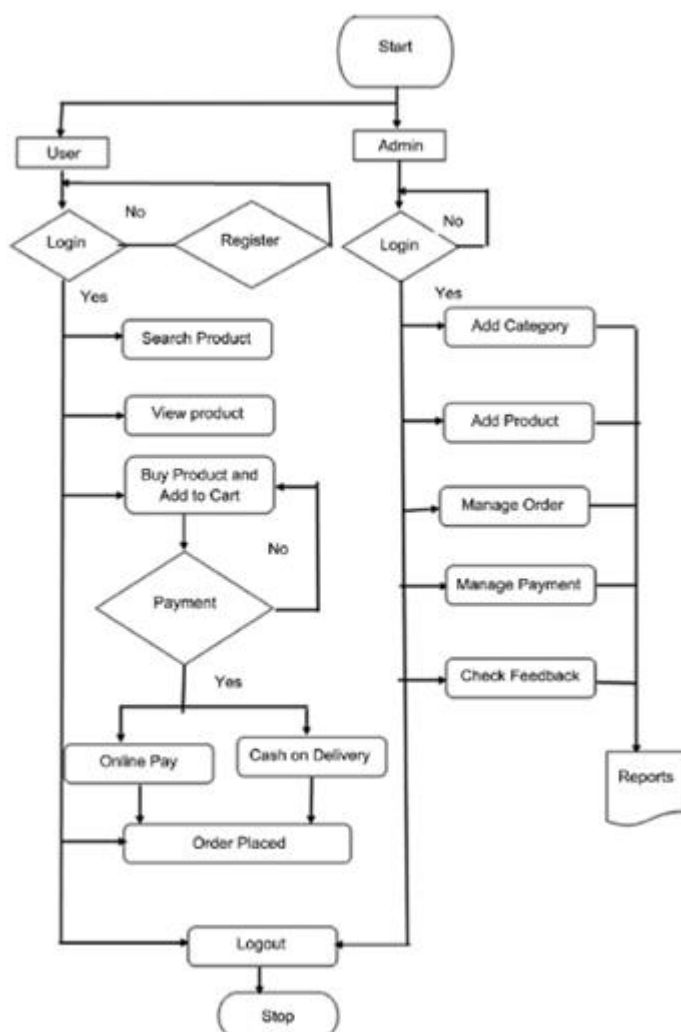 Start
User
Admin
No
No
Login
Register
Login
Yes
Yes
Search Product
Add Category
View product
Add Product
Buy Product and
Add to Cart
Manage Order
No
Payment
Manage Payment
Yes
Check Feedback
Online Pay
Cash on Delivery
Reports
Order Placed
Logout
Stop